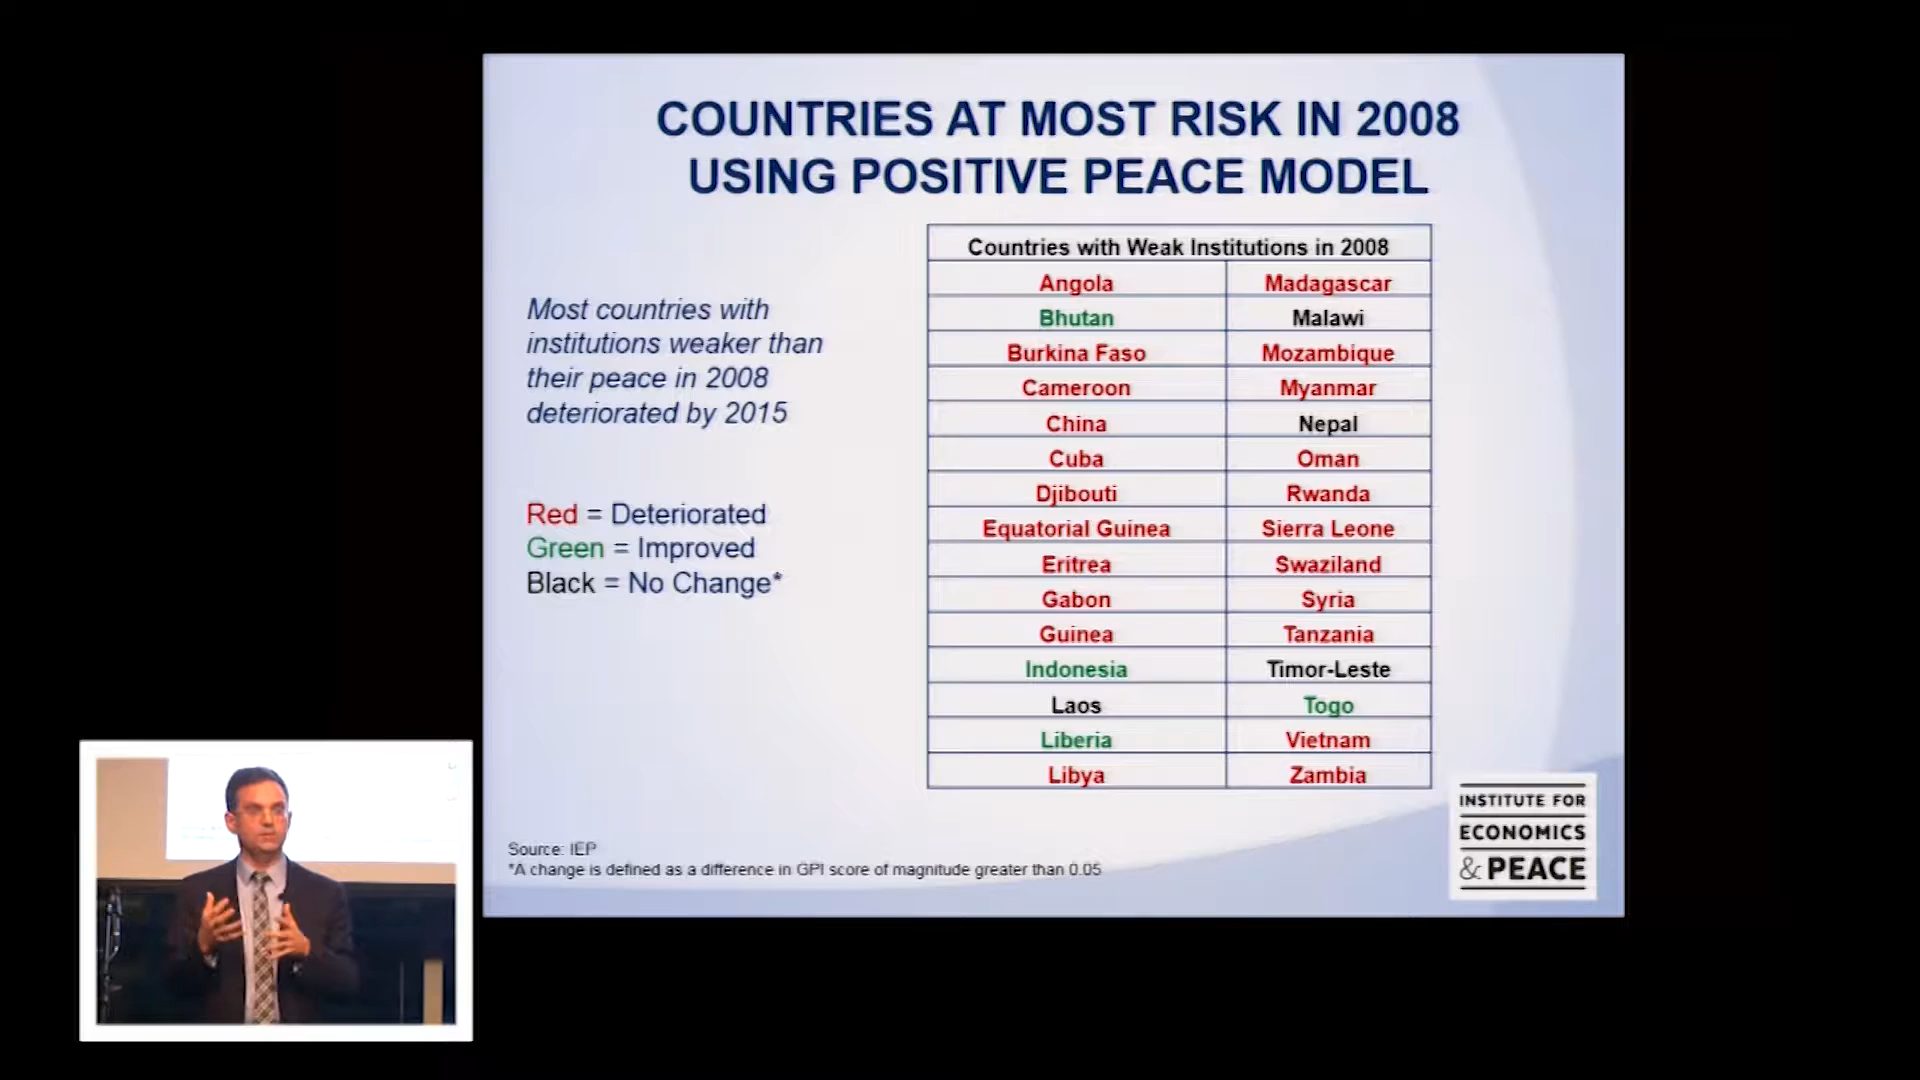 COUNTRIES AT MOST RISK IN 2008
USING POSITIVE PEACE MODEL
Most countries with
institutions weaker than
their peace in 2008
deteriorated by 2015
Red = Deteriorated
Green = Improved
Black = No Change*
Countries with Weak Institutions in 2008
Angola Madagascar
Bhutan Malawi
Burkina Faso Mozambique
Cameroon Myanmar
China Nepal
Cuba Oman
Djibouti Rwanda
Equatorial Guinea Sierra Leone
Eritrea Swaziland
Gabon Syria
Guinea Tanzania
Indonesia Timor-Leste
Laos Togo
Liberia Vietnam
Libya Zambia
Source: IEP
*A change is defined as a difference in GPI score of magnitude greater than 0.05
INSTITUTE FOR
ECONOMICS
& PEACE